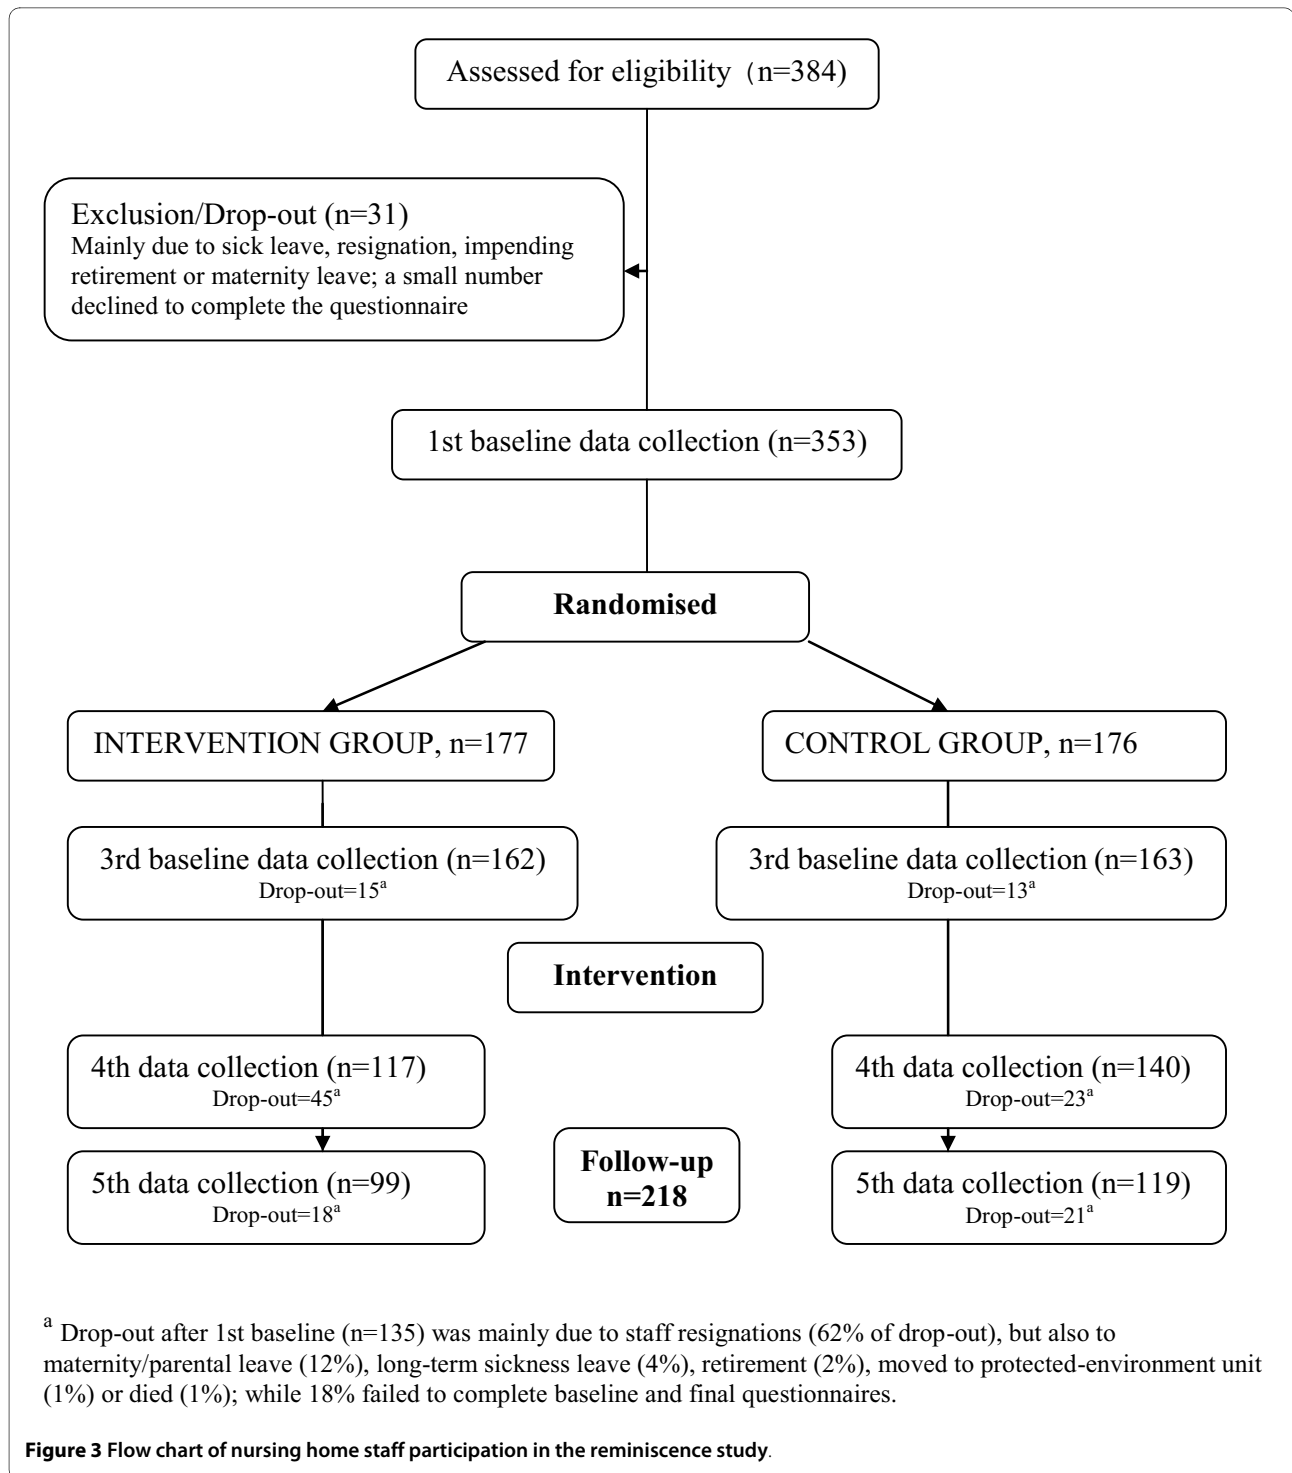 Assessed for eligibility (n=384)
Exclusion/Drop-out (n=31)
Mainly due to sick leave, resignation, impending
retirement or maternity leave; a small number
declined to complete the questionnaire
1st baseline data collection (n=353)
Randomised
INTERVENTION GROUP, n=177
CONTROL GROUP, n=176
3rd baseline data collection (n=162)
Drop-out=15a
3rd baseline data collection (n=163)
Drop-out=13a
Intervention
4th data collection (n=117)
Drop-out=45a
4th data collection (n=140)
Drop-out=23a
Follow-up
n=218
5th data collection (n=99)
Drop-out=18a
5th data collection (n=119)
Drop-out=21a
a Drop-out after 1st baseline (n=135) was mainly due to staff resignations (62% of drop-out), but also to
maternity/parental leave (12%), long-term sickness leave (4%), retirement (2%), moved to protected-environment unit
(1%) or died (1%); while 18% failed to complete baseline and final questionnaires.
Figure 3 Flow chart of nursing home staff participation in the reminiscence study.